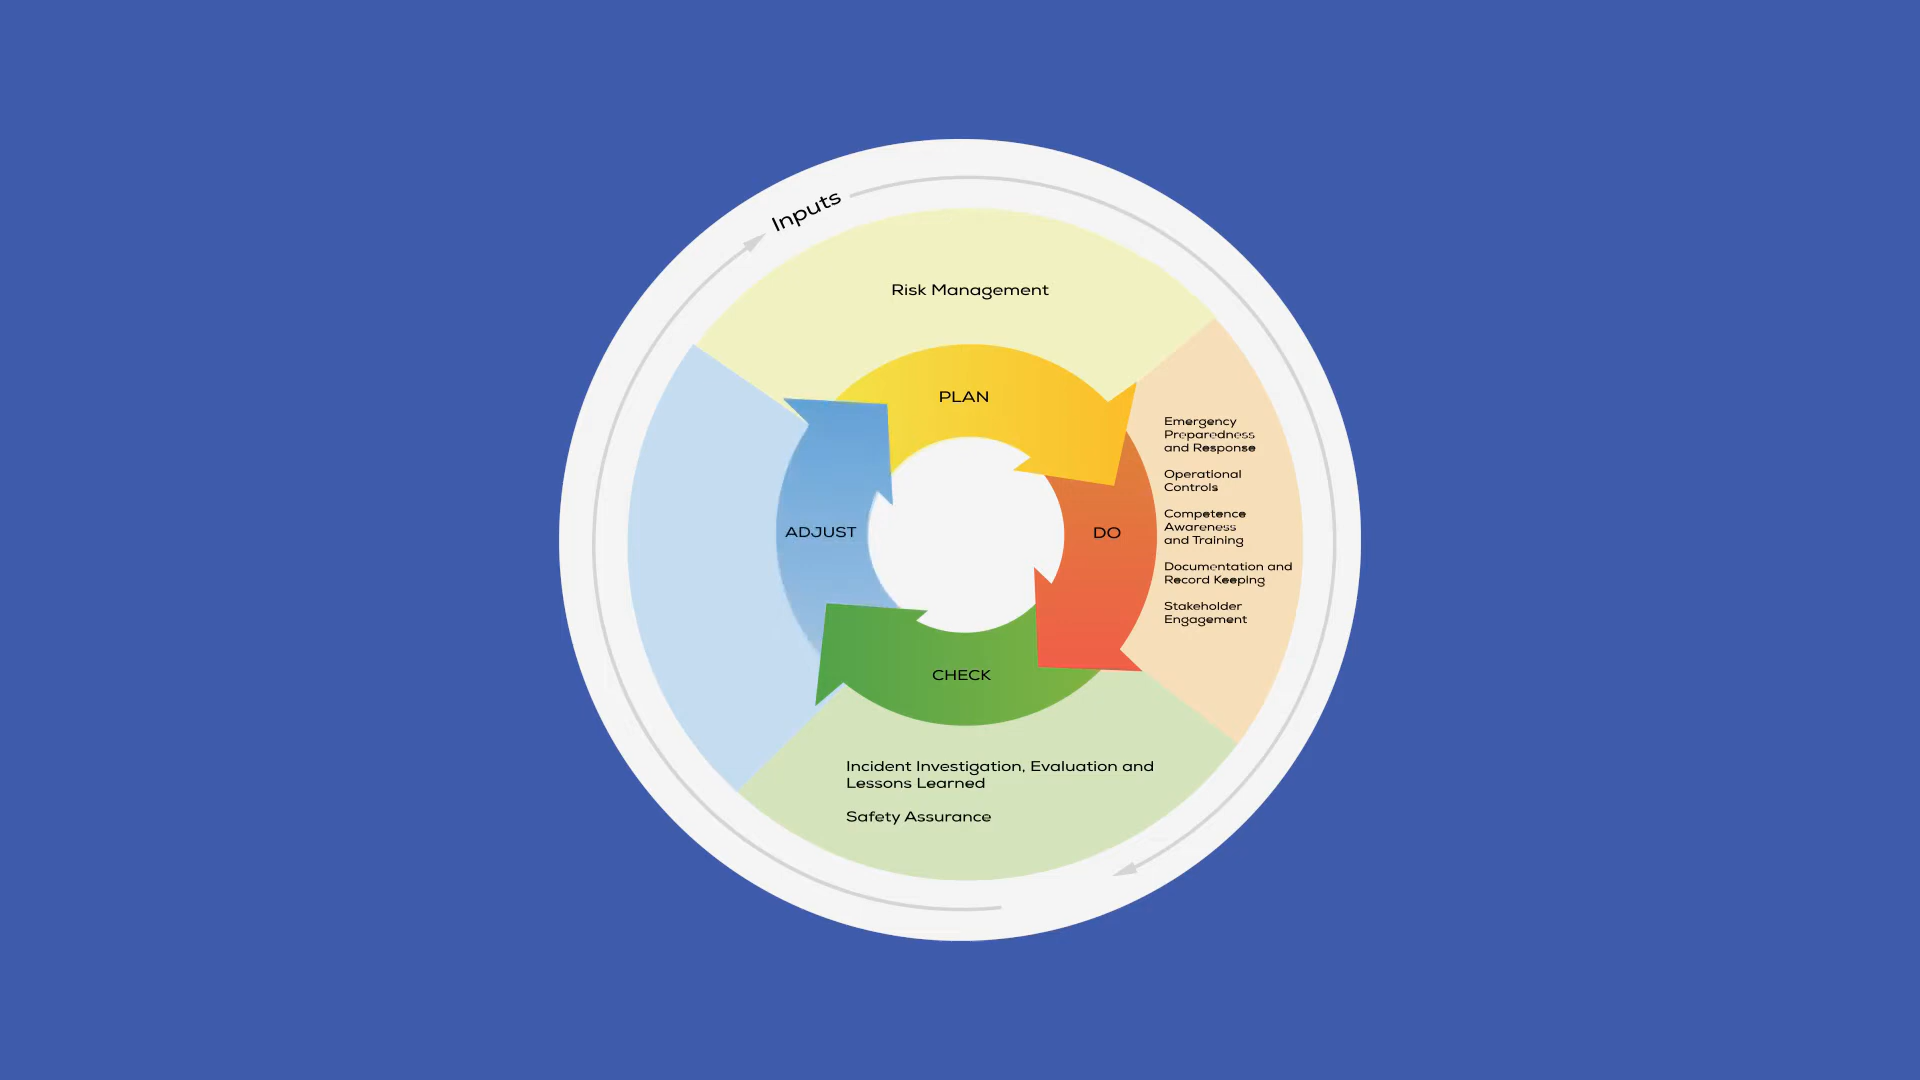 Inputs
Risk Management
PLAN
Emergency
Preparedness
and Response
Operational
Controls
Competence
Awareness
and Training
Documentation and
Record Keeping
Stakeholder
Engagement
DO
ADJUST
CHECK
Incident Investigation, Evaluation and
Lessons Learned
Safety Assurance